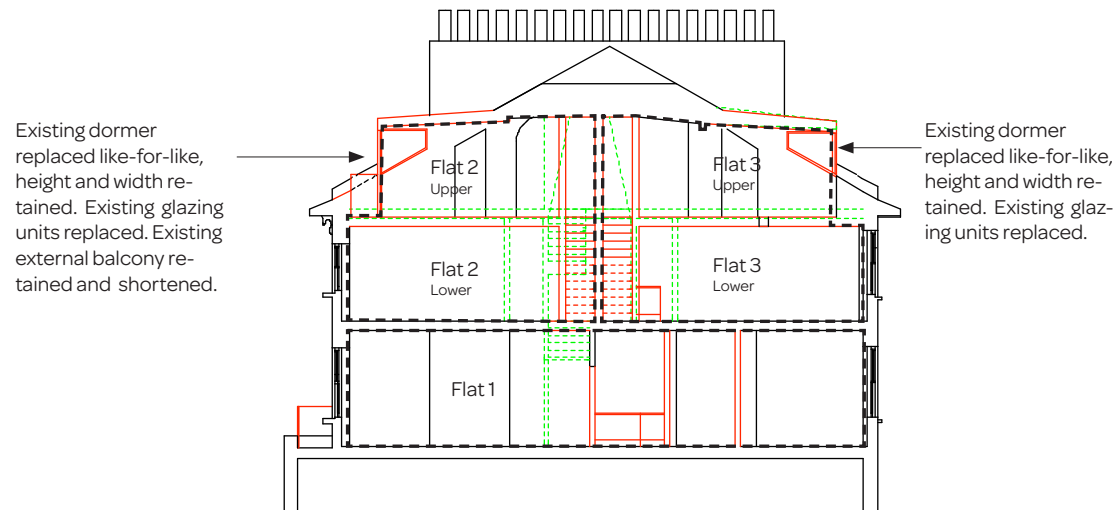 Existing dormer
replaced like-for-like,
height and width re-
tained. Existing glazing
units replaced. Existing
external balcony re-
tained and shortened.
Flat 2
Upper
Flat 3
Upper
Existing dormer
replaced like-for-like,
height and width re-
tained. Existing glaz-
ing units replaced.
Flat 2
Lower
Flat 3
Lower
Flat 1